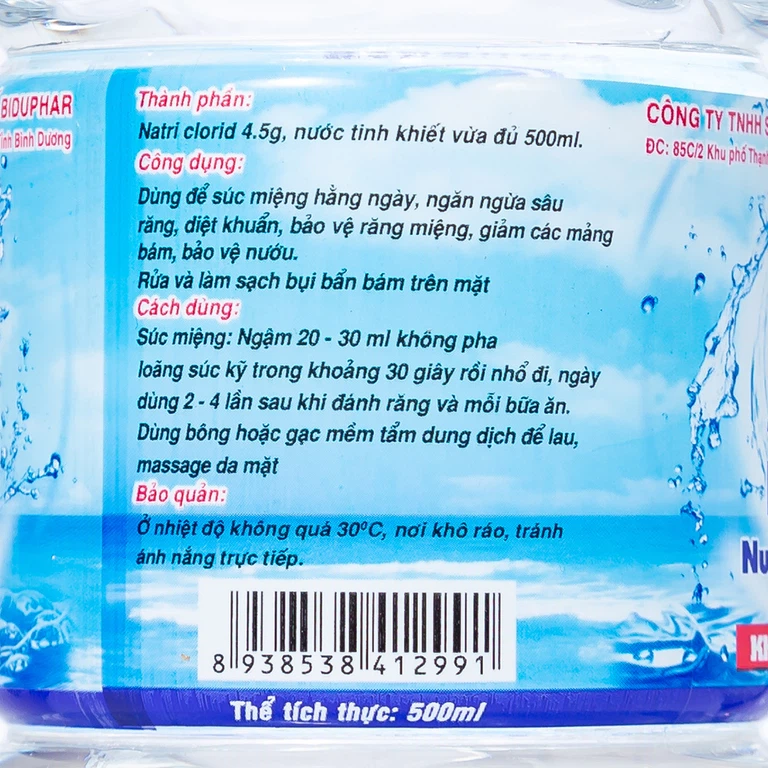 BIDUPHAR
Bình Dương
Thành phần:
Natri clorid 4.5g, nước tinh khiết vừa đủ 500ml.
Công dụng:
Dùng để súc miệng hằng ngày, ngăn ngừa sâu
răng, diệt khuẩn, bảo vệ răng miệng, giảm các mảng
bám, bảo vệ nướu.
Rửa và làm sạch bụi bẩn bám trên mặt
Cách dùng:
Súc miệng: Ngậm 20 - 30 ml không pha
loãng súc kỹ trong khoảng 30 giây rồi nhổ đi, ngày
dùng 2 - 4 lần sau khi đánh răng và mỗi bữa ăn.
Dùng bông hoặc gạc mềm tẩm dung dịch để lau,
massage da mặt
Bảo quản:
Ở nhiệt độ không quá 30⁰C, nơi khô ráo, tránh
ánh nắng trực tiếp.
8 938538 412991
Thể tích thực: 500ml
CÔNG TY TNHH
ĐC: 85C/2 Khu phố